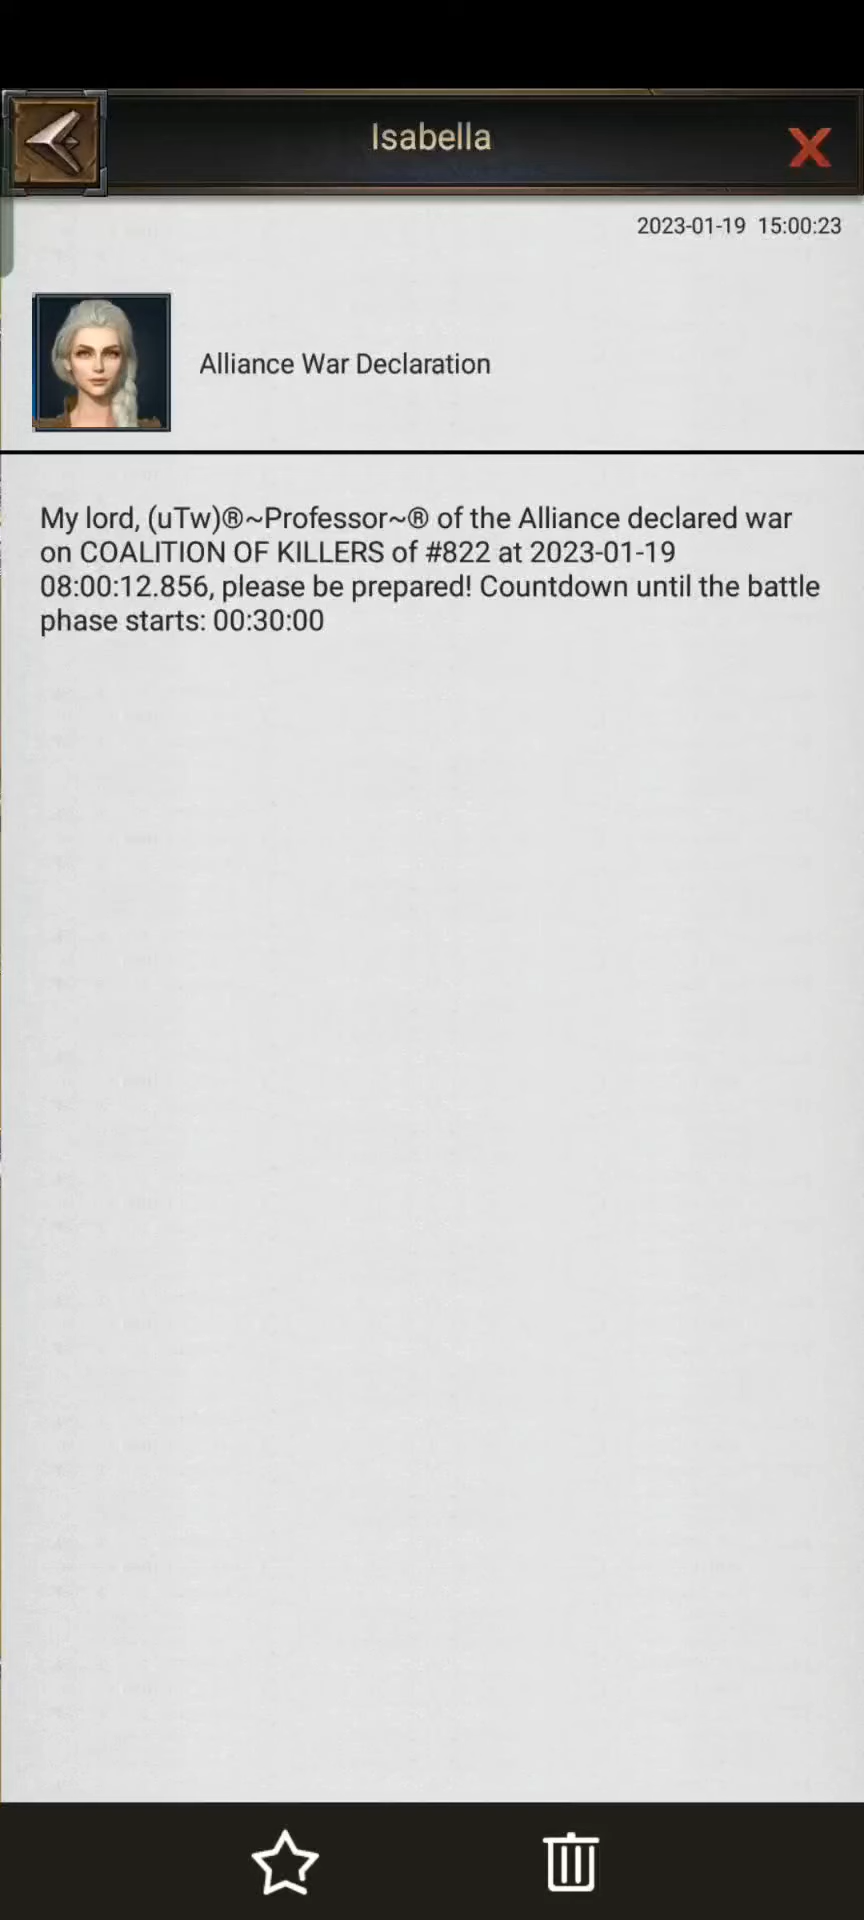 Isabella
2023-01-19 15:00:23
Alliance War Declaration
My lord, (uTw)®~Professor~® of the Alliance declared war
on COALITION OF KILLERS of #822 at 2023-01-19
08:00:12.856, please be prepared! Countdown until the battle
phase starts: 00:30:00